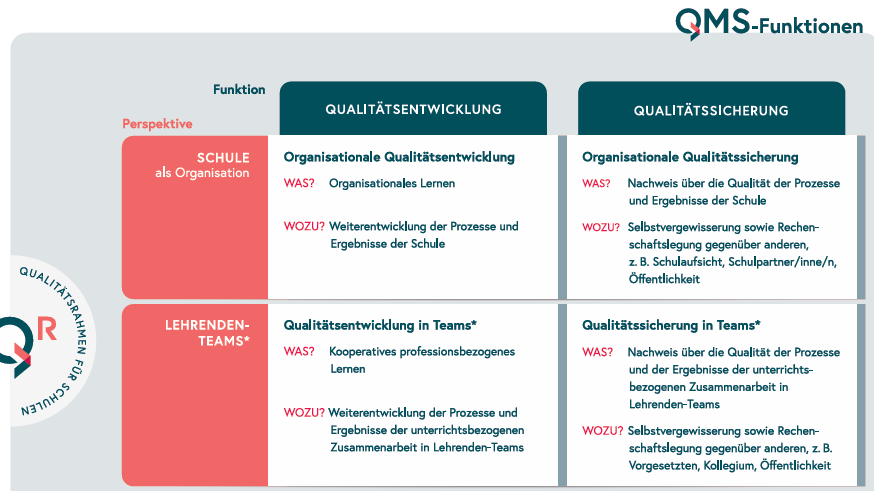 QMS-Funktionen
Funktion
QUALITÄTSENTWICKLUNG
QUALITÄTSSICHERUNG
Perspektive
SCHULE
als Organisation
Organisationale Qualitätsentwicklung
WAS? Organisationales Lernen
WOZU? Weiterentwicklung der Prozesse und
Ergebnisse der Schule
Organisationale Qualitätssicherung
WAS? Nachweis über die Qualität der Prozesse
und Ergebnisse der Schule
WOZU? Selbstvergewisserung sowie Rechen-
schaftslegung gegenüber anderen,
z. B. Schulaufsicht, Schulpartner/inne/n,
Öffentlichkeit
QUALITÄTSRAHMEN FÜR SCHULEN
QR
LEHRENDEN-
TEAMS*
Qualitätsentwicklung in Teams*
WAS? Kooperatives professionsbezogenes
Lernen
WOZU? Weiterentwicklung der Prozesse und
Ergebnisse der unterrichtsbezogenen
Zusammenarbeit in Lehrenden-Teams
Qualitätssicherung in Teams*
WAS? Nachweis über die Qualität der Prozesse
und der Ergebnisse der unterrichts-
bezogenen Zusammenarbeit in
Lehrenden-Teams
WOZU? Selbstvergewisserung sowie Rechen-
schaftslegung gegenüber anderen, z. B.
Vorgesetzten, Kollegium, Öffentlichkeit